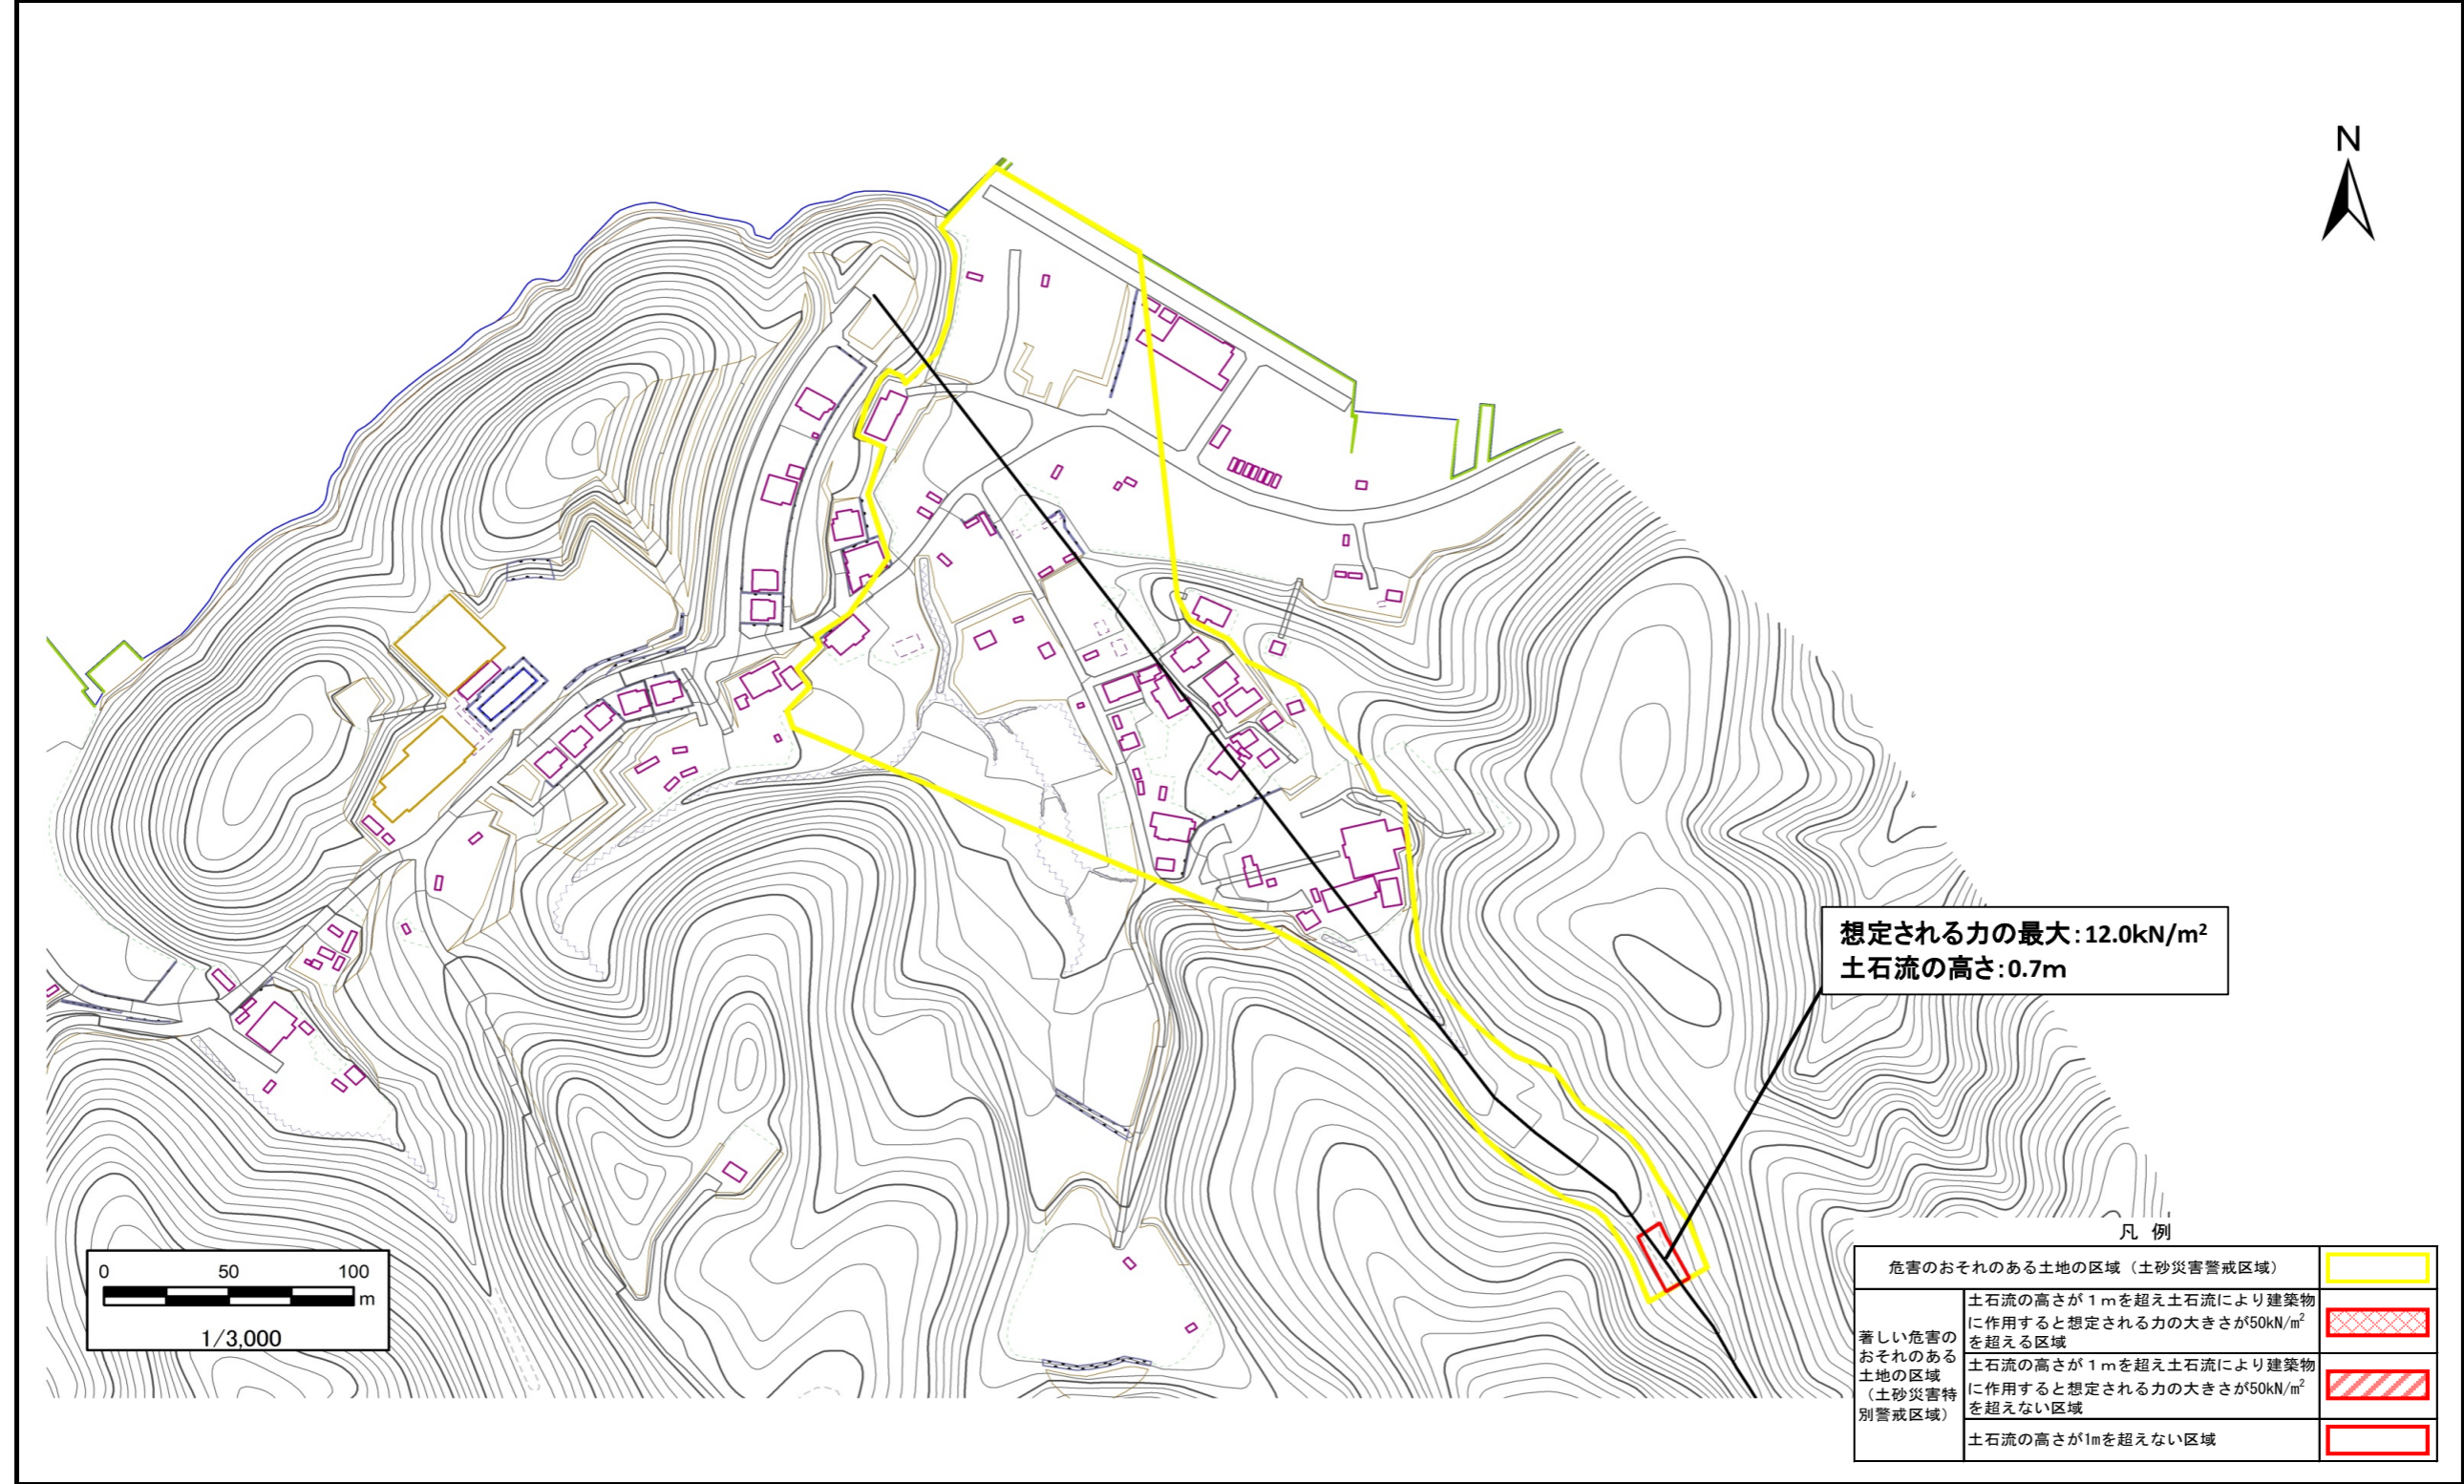 N
想定される力の最大:12.0kN/m²
土石流の高さ:0.7m
0 50 100
m
1/3,000
凡 例
危害のおそれのある土地の区域(土砂災害警戒区域)
著しい危害の
おそれのある
土地の区域
(土砂災害特
別警戒区域)
土石流の高さが1mを超え土石流により建築物
に作用すると想定される力の大きさが50kN/㎡
を超える区域
土石流の高さが1mを超え土石流により建築物
に作用すると想定される力の大きさが50kN/㎡
を超えない区域
土石流の高さが1mを超えない区域